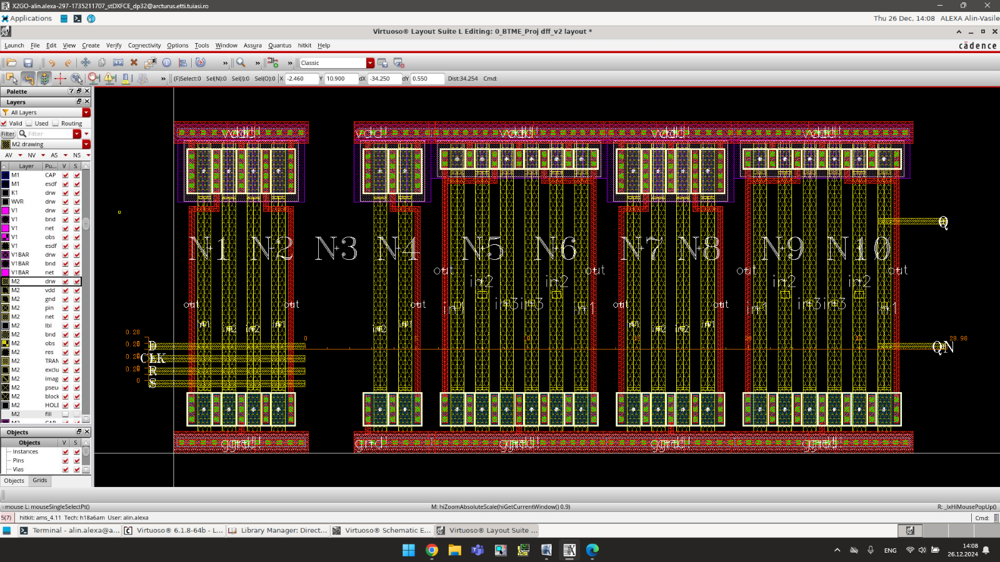 X2GO-alin.alexa-297-1735211707_stDXFCE_dp32@arcturus.etti.tuiasi.ro
Applications
Thu 26 Dec, 14:08 ALEXA Alin-Vasile
Virtuoso® Layout Suite L Editing: 0_BTME_Proj dff_v2 layout *
Launch File Edit View Create Verify Connectivity Options Tools Window Assura Quantus hitkit Help
cādence
» » » Classic
» (F)Select:0 Sel(N):0 Sel(I):0 Sel(O):0 X -2.460 Y 10.900 dX -34.250 dY 0.550 Dist:34.254 Cmd:
Palette
Layers
All Layers
Valid Used Routing
Filter Filter
M2 drawing
AV NV AS NS
Layer Pu... V S
M1 CAP
M1 esdf
K1 drw
WVR drw
V1 drw
V1 bnd
V1 net
V1 obs
V1 esdf
V1BAR drw
V1BAR bnd
V1BAR net
M2 drw
M2 vdd
M2 gnd
M2 pin
M2 net
M2 lbl
M2 bnd
M2 obs
M2 res
M2 TRAN
M2 exclu
M2 imag
M2 pseu
M2 block
M2 HOLE
M2 fill
M2 CAP
Objects
Objects V S
Instances
Pins
Vias
Objects Grids
vdd! vdd! vdd! vdd! vdd!
N1 N2 N3 N4 N5 N6 N7 N8 N9 N10
Q
out out out out
in2 in2 in2 in2
in1 in3 in3 in1 in1 in3 in3 in1
out out out out out
in1 in2 in2 in1 in2 in1 in1 in2 in2 in1
0.28
0.28
0.28
0.28
0
D
CLK
R
S
0 5 10 15 20 25 28.98
QN
gnd! gnd! gnd! gnd! gnd!
mouse L: mouseSingleSelectPt() M: hiZoomAbsoluteScale(hiGetCurrentWindow() 0.9) R: _lxHiMousePopUp()
5(7) hitkit: ams_4.11 Tech: h18a6am User: alin.alexa Cmd:
Terminal - alin.alexa@a... Virtuoso® 6.1.8-64b - L... Library Manager: Direct... Virtuoso® Schematic E... Virtuoso® Layout Suite ...
ENG
14:08
26.12.2024